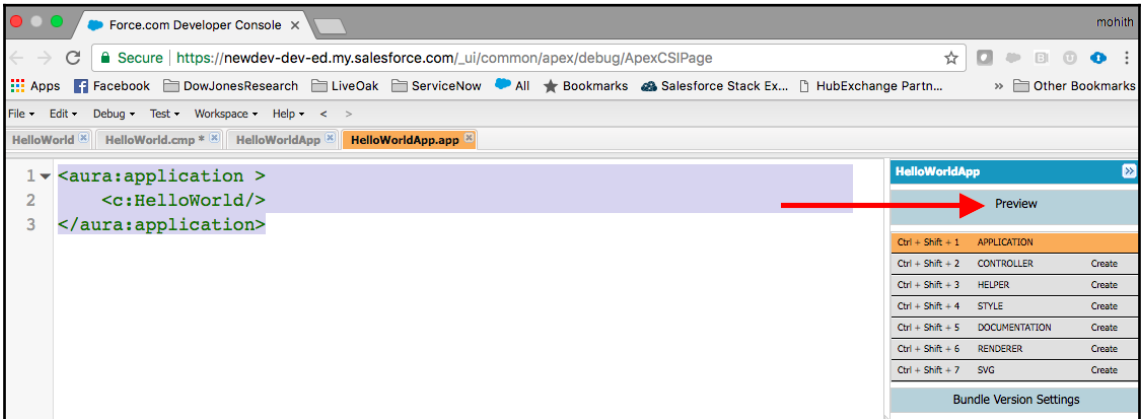 Force.com Developer Console ×
mohith
Secure | https://newdev-dev-ed.my.salesforce.com/_ui/common/apex/debug/ApexCSIPage
Apps Facebook DowJonesResearch LiveOak ServiceNow All Bookmarks Salesforce Stack Ex... HubExchange Partn... » Other Bookmarks
File Edit Debug Test Workspace Help < >
HelloWorld HelloWorld.cmp * HelloWorldApp HelloWorldApp.app
1 <aura:application >
2 <c:HelloWorld/>
3 </aura:application>
HelloWorldApp
Preview
Ctrl + Shift + 1 APPLICATION
Ctrl + Shift + 2 CONTROLLER Create
Ctrl + Shift + 3 HELPER Create
Ctrl + Shift + 4 STYLE Create
Ctrl + Shift + 5 DOCUMENTATION Create
Ctrl + Shift + 6 RENDERER Create
Ctrl + Shift + 7 SVG Create
Bundle Version Settings